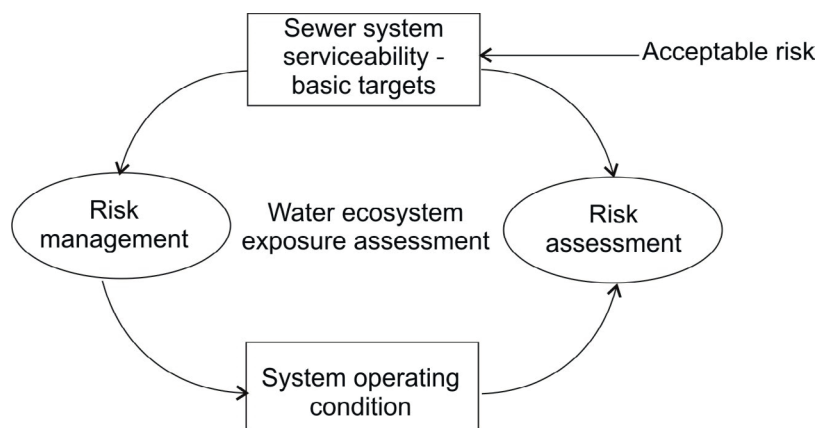 Sewer system
serviceability -
basic targets
Acceptable risk
Risk
management
Water ecosystem
exposure assessment
Risk
assessment
System operating
condition